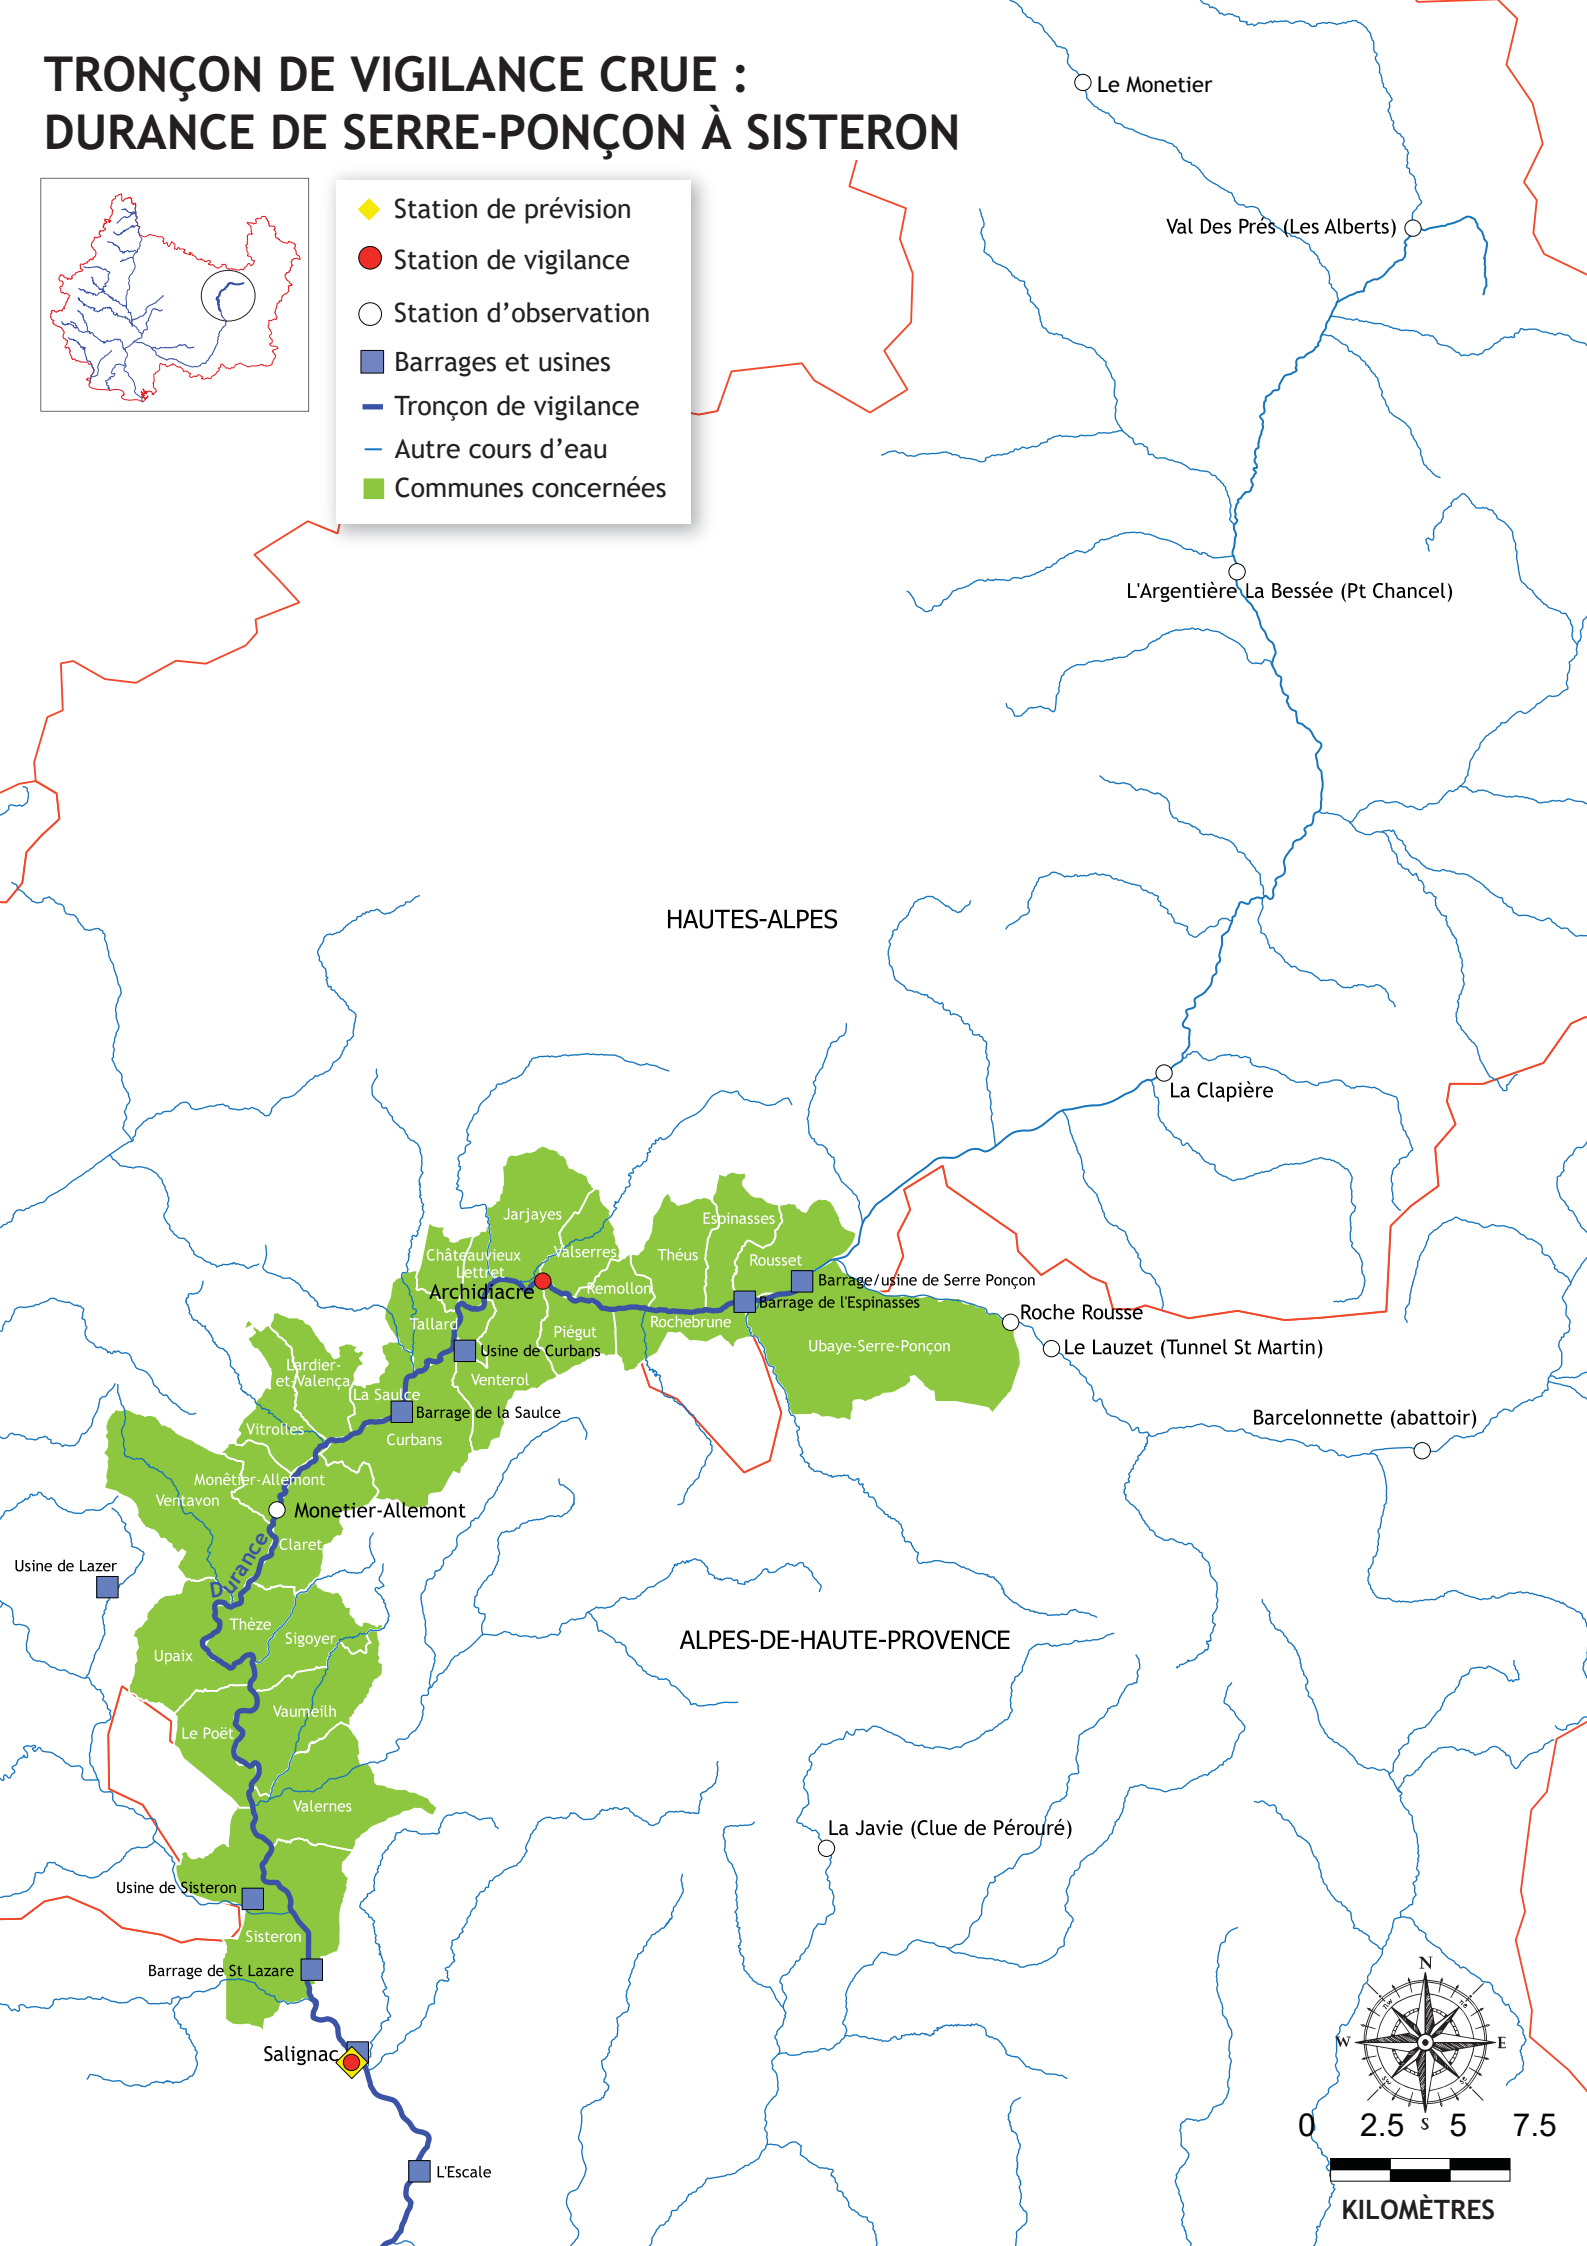 TRONÇON DE VIGILANCE CRUE :
DURANCE DE SERRE-PONÇON À SISTERON
Station de prévision
Station de vigilance
Station d’observation
Barrages et usines
Tronçon de vigilance
Autre cours d’eau
Communes concernées
Le Monetier
Val Des Prés (Les Alberts)
L'Argentière La Bessée (Pt Chancel)
HAUTES-ALPES
La Clapière
Jarjayes
Espinasses
Châteauvieux
Valserres
Théus
Rousset
Lettret
Barrage/usine de Serre Ponçon
Archidiacre
Remollon
Barrage de l'Espinasses
Roche Rousse
Tallard
Piégut
Rochebrune
Ubaye-Serre-Ponçon
Le Lauzet (Tunnel St Martin)
Usine de Curbans
Lardier-
et-Valença
Venterol
La Saulce
Barrage de la Saulce
Barcelonnette (abattoir)
Vitrolles
Curbans
Monêtier-Allemont
Ventavon
Monetier-Allemont
Durance
Claret
Usine de Lazer
Thèze
Sigoyer
Upaix
ALPES-DE-HAUTE-PROVENCE
Vaumeilh
Le Poët
Valernes
La Javie (Clue de Pérouré)
Usine de Sisteron
Sisteron
Barrage de St Lazare
Salignac
L'Escale
N
nw
ne
W
E
sw
se
S
0 2.5 5 7.5
KILOMÈTRES